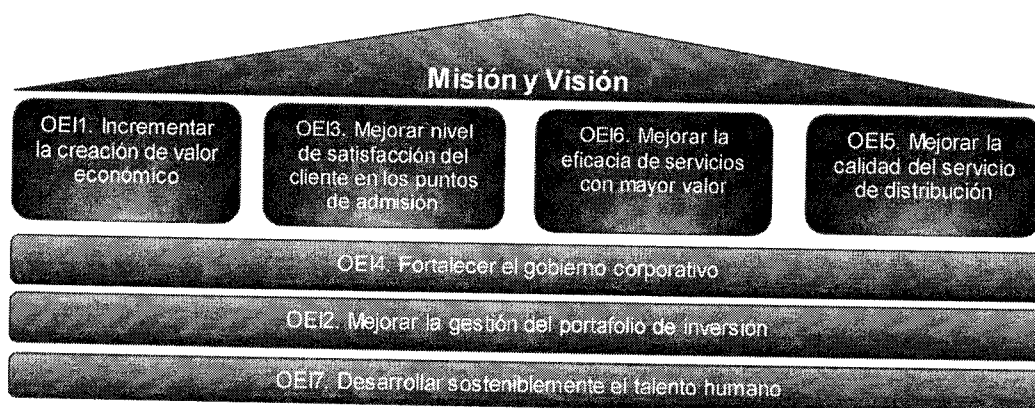 Misión y Visión
OEI1. Incrementar
la creación de valor
económico
OEI3. Mejorar nivel
de satisfacción del
cliente en los puntos
de admisión
OEI6. Mejorar la
eficacia de servicios
con mayor valor
OEI5. Mejorar la
calidad del servicio
de distribución
OEI4. Fortalecer el gobierno corporativo
OEI2. Mejorar la gestión del portafolio de inversión
OEI7. Desarrollar sosteniblemente el talento humano